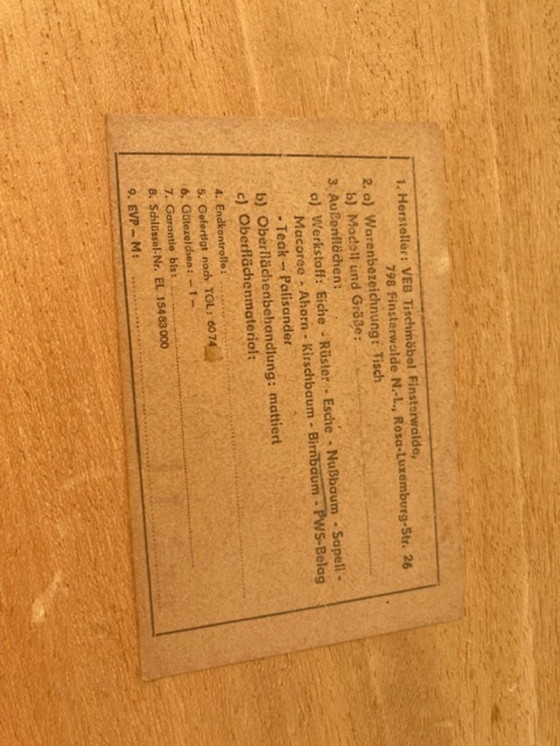 1. Hersteller: VEB Tischmöbel Finsterwalde,
798 Finsterwalde N.-L., Rosa-Luxemburg-Str. 26
2. a) Warenbezeichnung: Tisch
b) Modell und Größe:
3. Außenflächen:
a) Werkstoff: Eiche - Rüster - Esche - Nußbaum - Sapeli -
Macoree - Ahorn - Kirschbaum - Birnbaum - PWS-Belag
- Teak - Palisander
b) Oberflächenbehandlung: mattiert
c) Oberflächenmaterial:
4. Endkontrolle:
5. Gefertigt nach TGL: 6074
6. Gütezeichen: - 1 -
7. Garantie bis:
8. Schlüssel-Nr. EL 15483000
9. EVP - M: